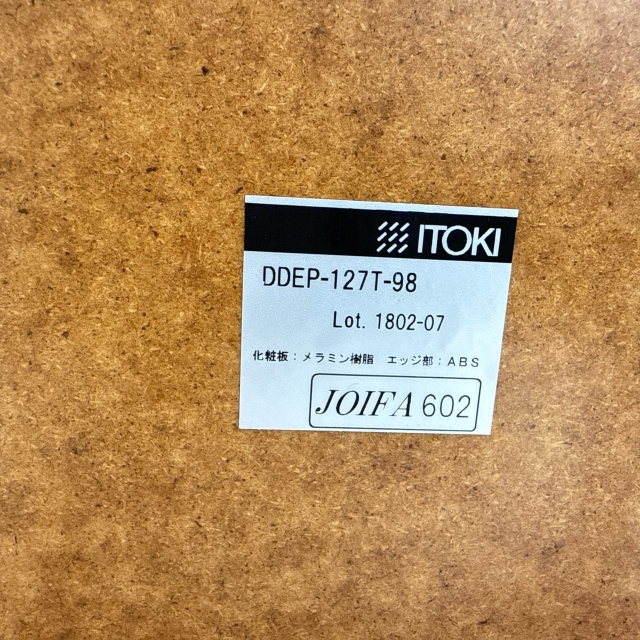 ITOKI
DDEP-127T-98
Lot. 1802-07
化粧板：メラミン樹脂　エッジ部：ABS
JOIFA 602